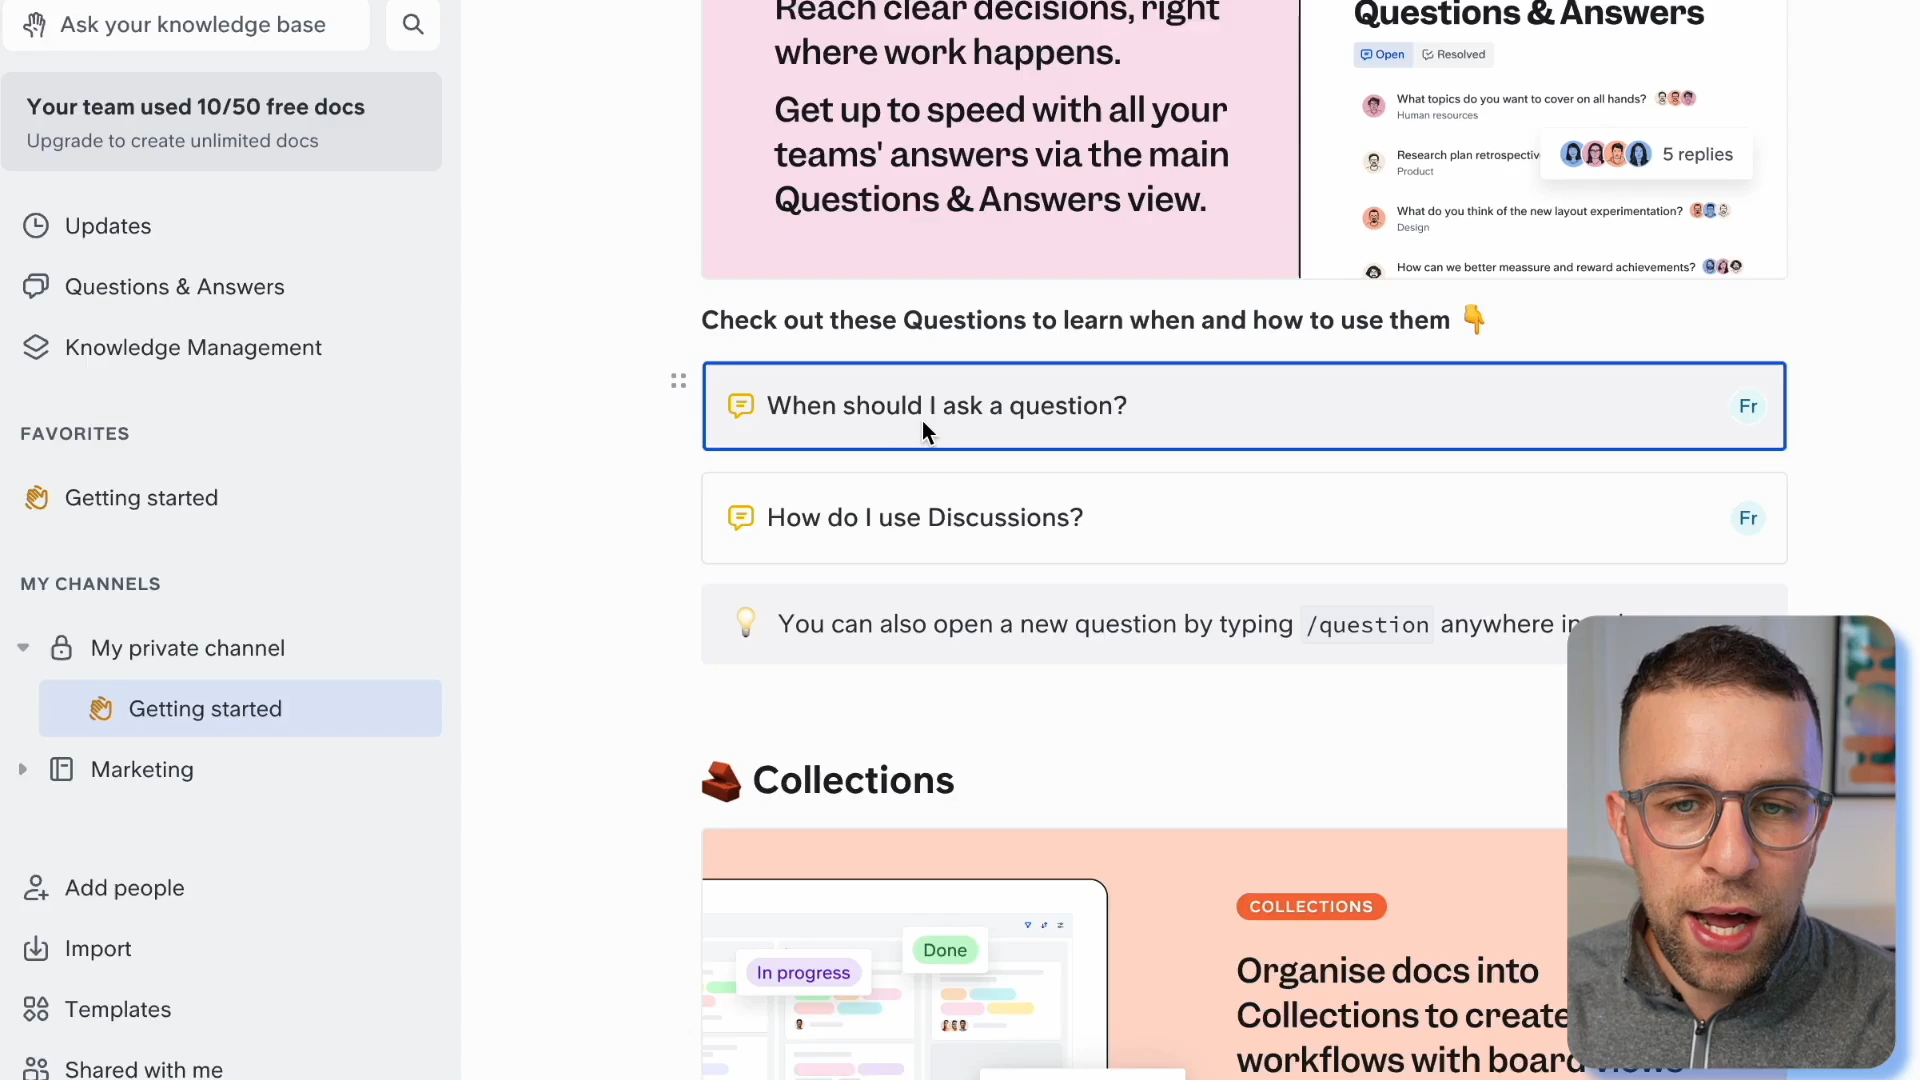 Ask your knowledge base
Your team used 10/50 free docs
Upgrade to create unlimited docs
Updates
Questions & Answers
Knowledge Management
FAVORITES
Getting started
MY CHANNELS
My private channel
Getting started
Marketing
Add people
Import
Templates
Shared with me
Reach clear decisions, right
where work happens.
Get up to speed with all your
teams' answers via the main
Questions & Answers view.
Questions & Answers
Open
Resolved
What topics do you want to cover on all hands?
Human resources
Research plan retrospectiv
Product
5 replies
What do you think of the new layout experimentation?
Design
How can we better meassure and reward achievements?
Check out these Questions to learn when and how to use them
When should I ask a question?
Fr
How do I use Discussions?
Fr
You can also open a new question by typing /question anywhere in
Collections
In progress
Done
COLLECTIONS
Organise docs into
Collections to create
workflows with board views